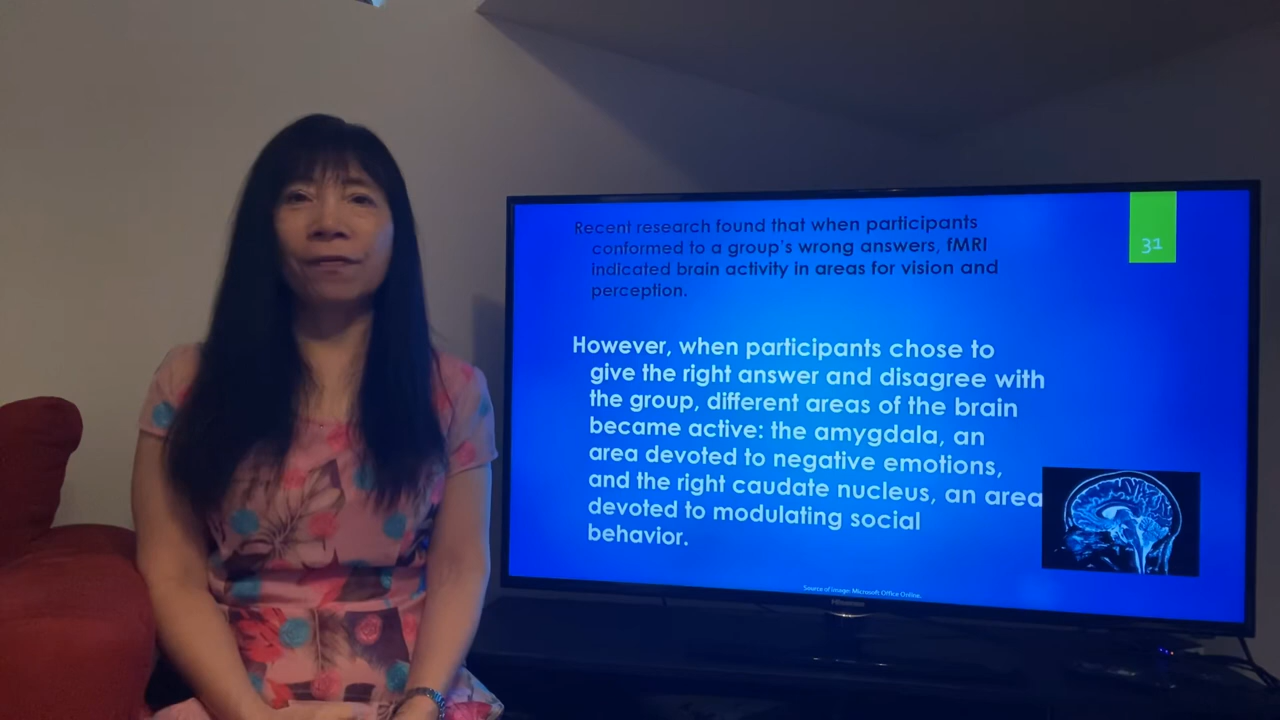 Recent research found that when participants
conformed to a group's wrong answers, fMRI
indicated brain activity in areas for vision and
perception.
31
However, when participants chose to
give the right answer and disagree with
the group, different areas of the brain
became active: the amygdala, an
area devoted to negative emotions,
and the right caudate nucleus, an area
devoted to modulating social
behavior.
Source of image: Microsoft Office Online.
Hisense